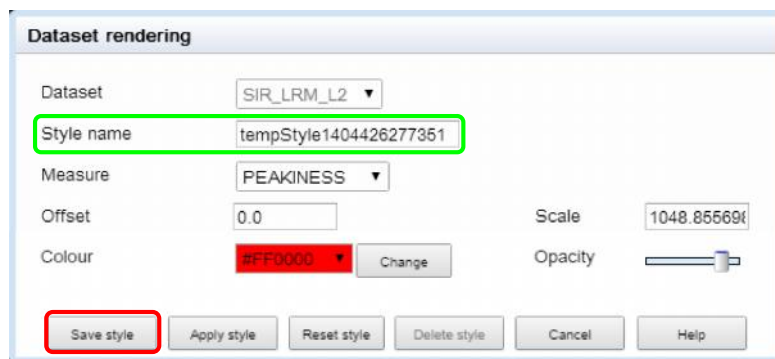 Dataset rendering
Dataset SIR_LRM_L2
Style name tempStyle1404426277351
Measure PEAKINESS
Offset 0.0 Scale 1048.855698
Colour #FF0000 Change Opacity
Save style Apply style Reset style Delete style Cancel Help